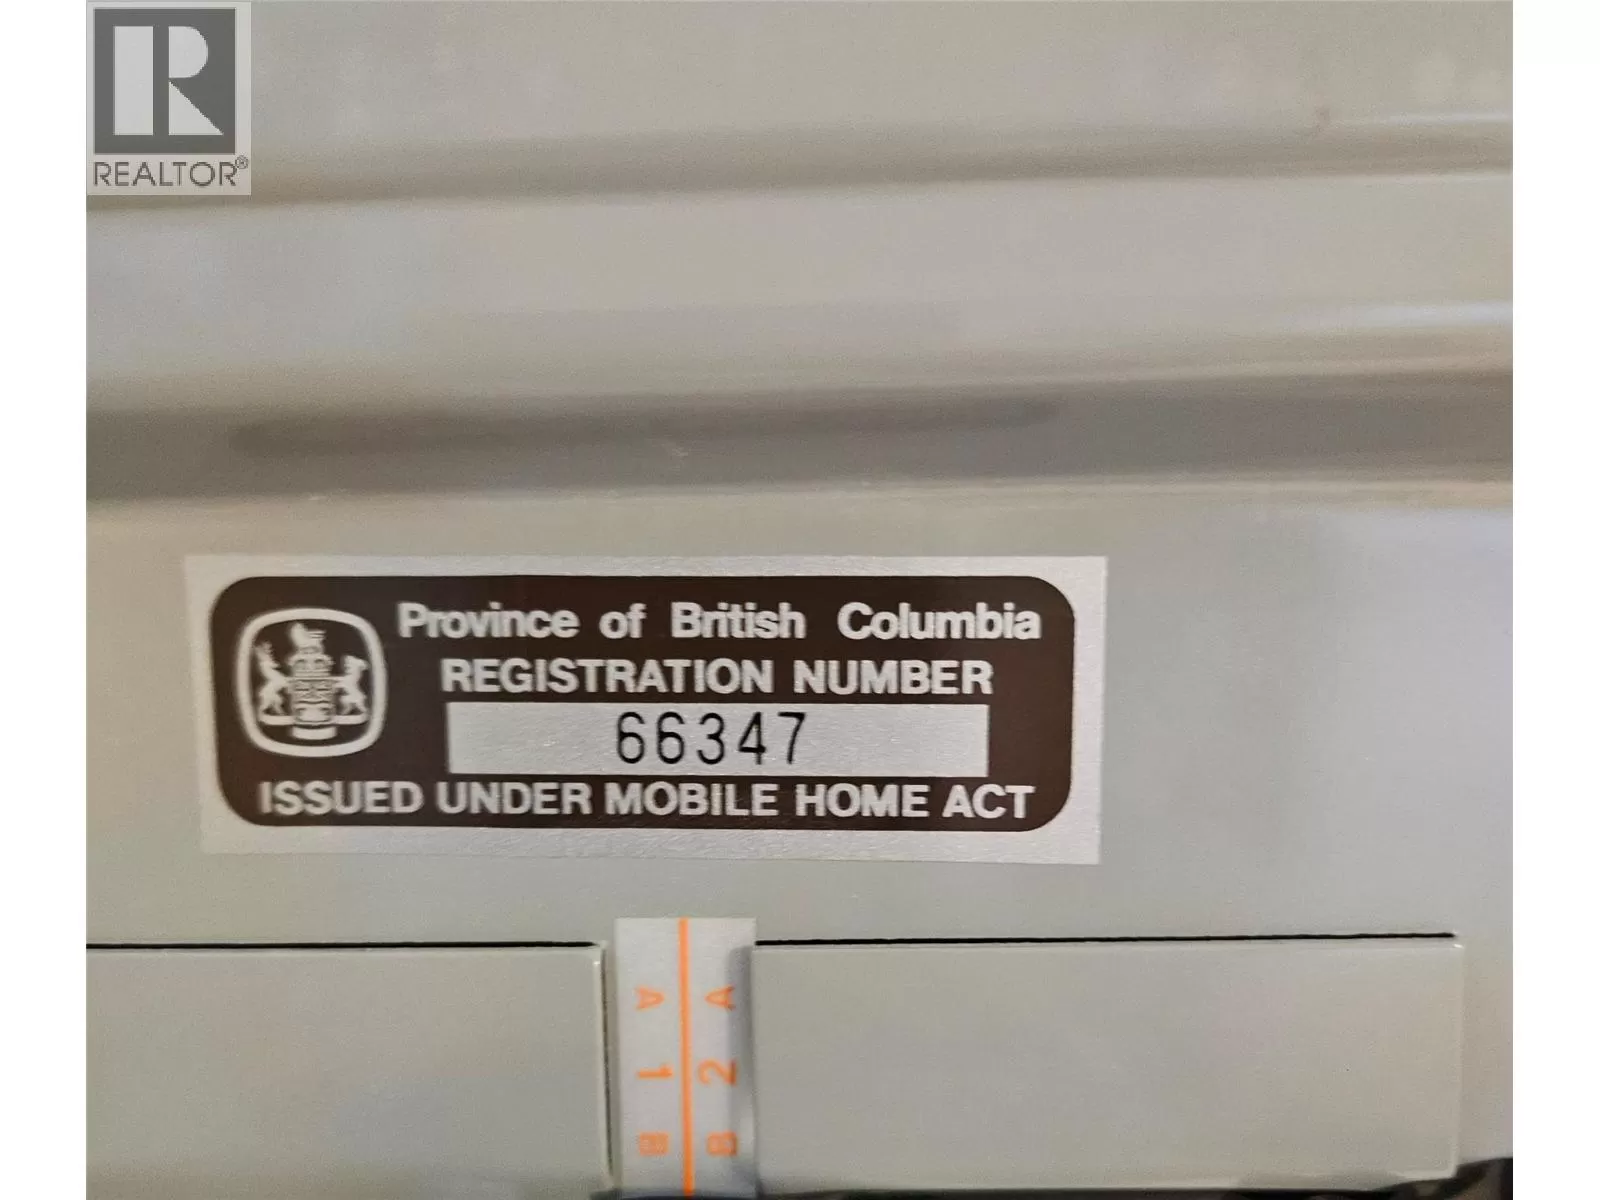 R
REALTOR®
Province of British Columbia
REGISTRATION NUMBER
66347
ISSUED UNDER MOBILE HOME ACT
A 1 B
A 2 B